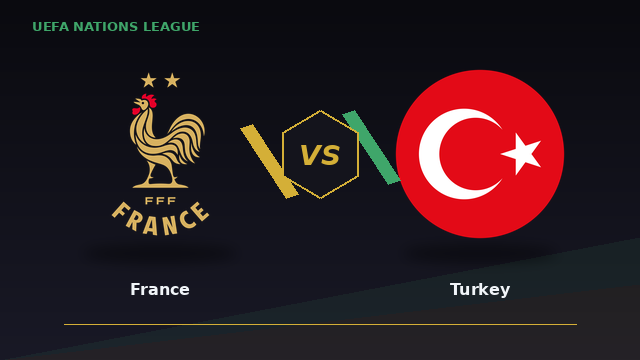 UEFA NATIONS LEAGUE
VS
FFF
FRANCE
France
Turkey